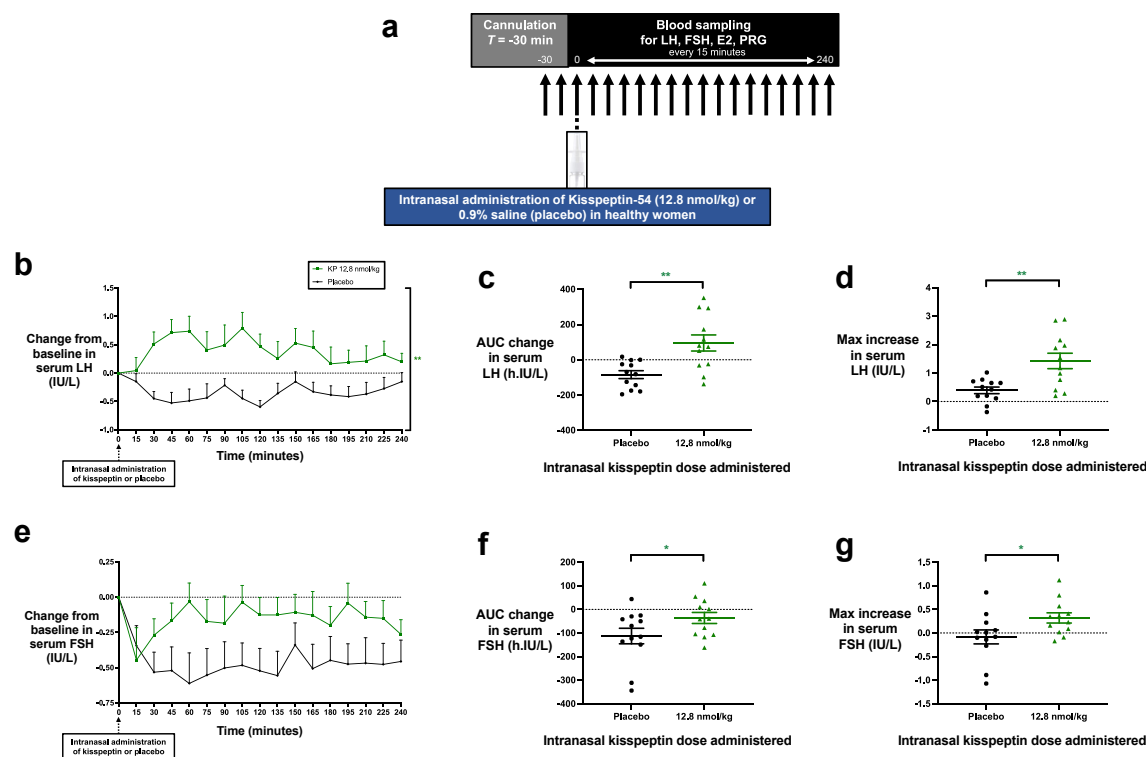 a
Cannulation
T = -30 min
-30
Blood sampling
for LH, FSH, E2, PRG
every 15 minutes
0
240
Intranasal administration of Kisspeptin-54 (12.8 nmol/kg) or
0.9% saline (placebo) in healthy women
b
KP 12.8 nmol/kg
Placebo
Change from
baseline in
serum LH
(IU/L)
1.5
1.0
0.5
0.0
-0.5
-1.0
**
0 15 30 45 60 75 90 105 120 135 150 165 180 195 210 225 240
Time (minutes)
Intranasal administration
of kisspeptin or placebo
c
**
AUC change
in serum
LH (h.IU/L)
400
200
0
-200
-400
Placebo 12.8 nmol/kg
Intranasal kisspeptin dose administered
d
**
Max increase
in serum
LH (IU/L)
4
3
2
1
0
-1
Placebo 12.8 nmol/kg
Intranasal kisspeptin dose administered
e
Change from
baseline in
serum FSH
(IU/L)
0.25
0.00
-0.25
-0.50
-0.75
0 15 30 45 60 75 90 105 120 135 150 165 180 195 210 225 240
Time (minutes)
Intranasal administration
of kisspeptin or placebo
f
*
AUC change
in serum
FSH (h.IU/L)
200
100
0
-100
-200
-300
-400
Placebo 12.8 nmol/kg
Intranasal kisspeptin dose administered
g
*
Max increase
in serum
FSH (IU/L)
1.5
1.0
0.5
0.0
-0.5
-1.0
-1.5
Placebo 12.8 nmol/kg
Intranasal kisspeptin dose administered